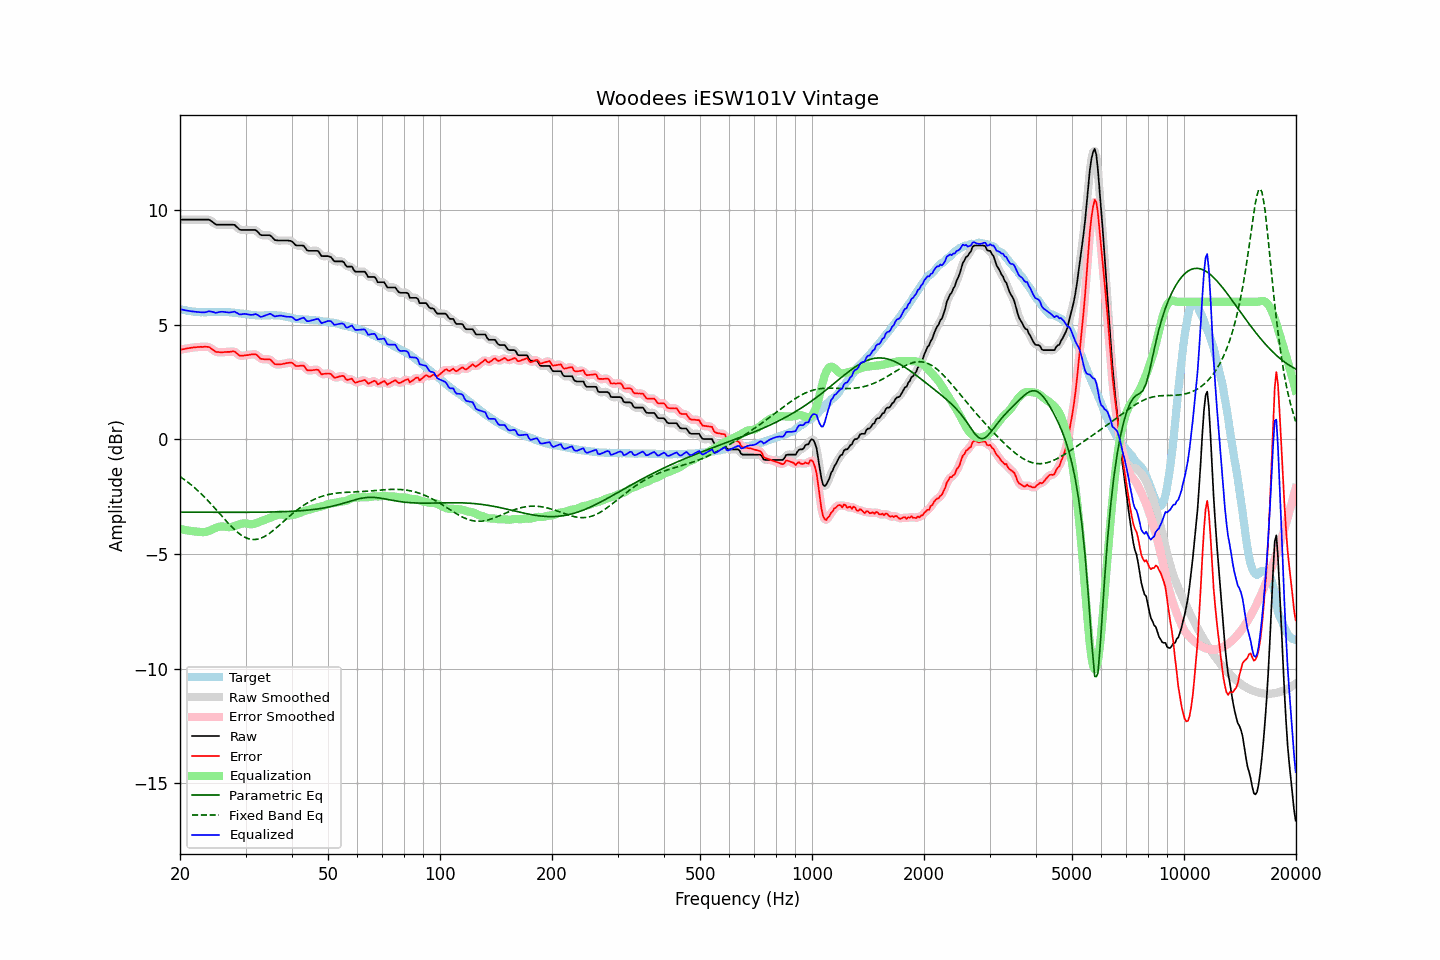 Woodees iESW101V Vintage
Amplitude (dBr)
10
5
0
−5
−10
−15
Target
Raw Smoothed
Error Smoothed
Raw
Error
Equalization
Parametric Eq
Fixed Band Eq
Equalized
20
50
100
200
500
1000
2000
5000
10000
20000
Frequency (Hz)